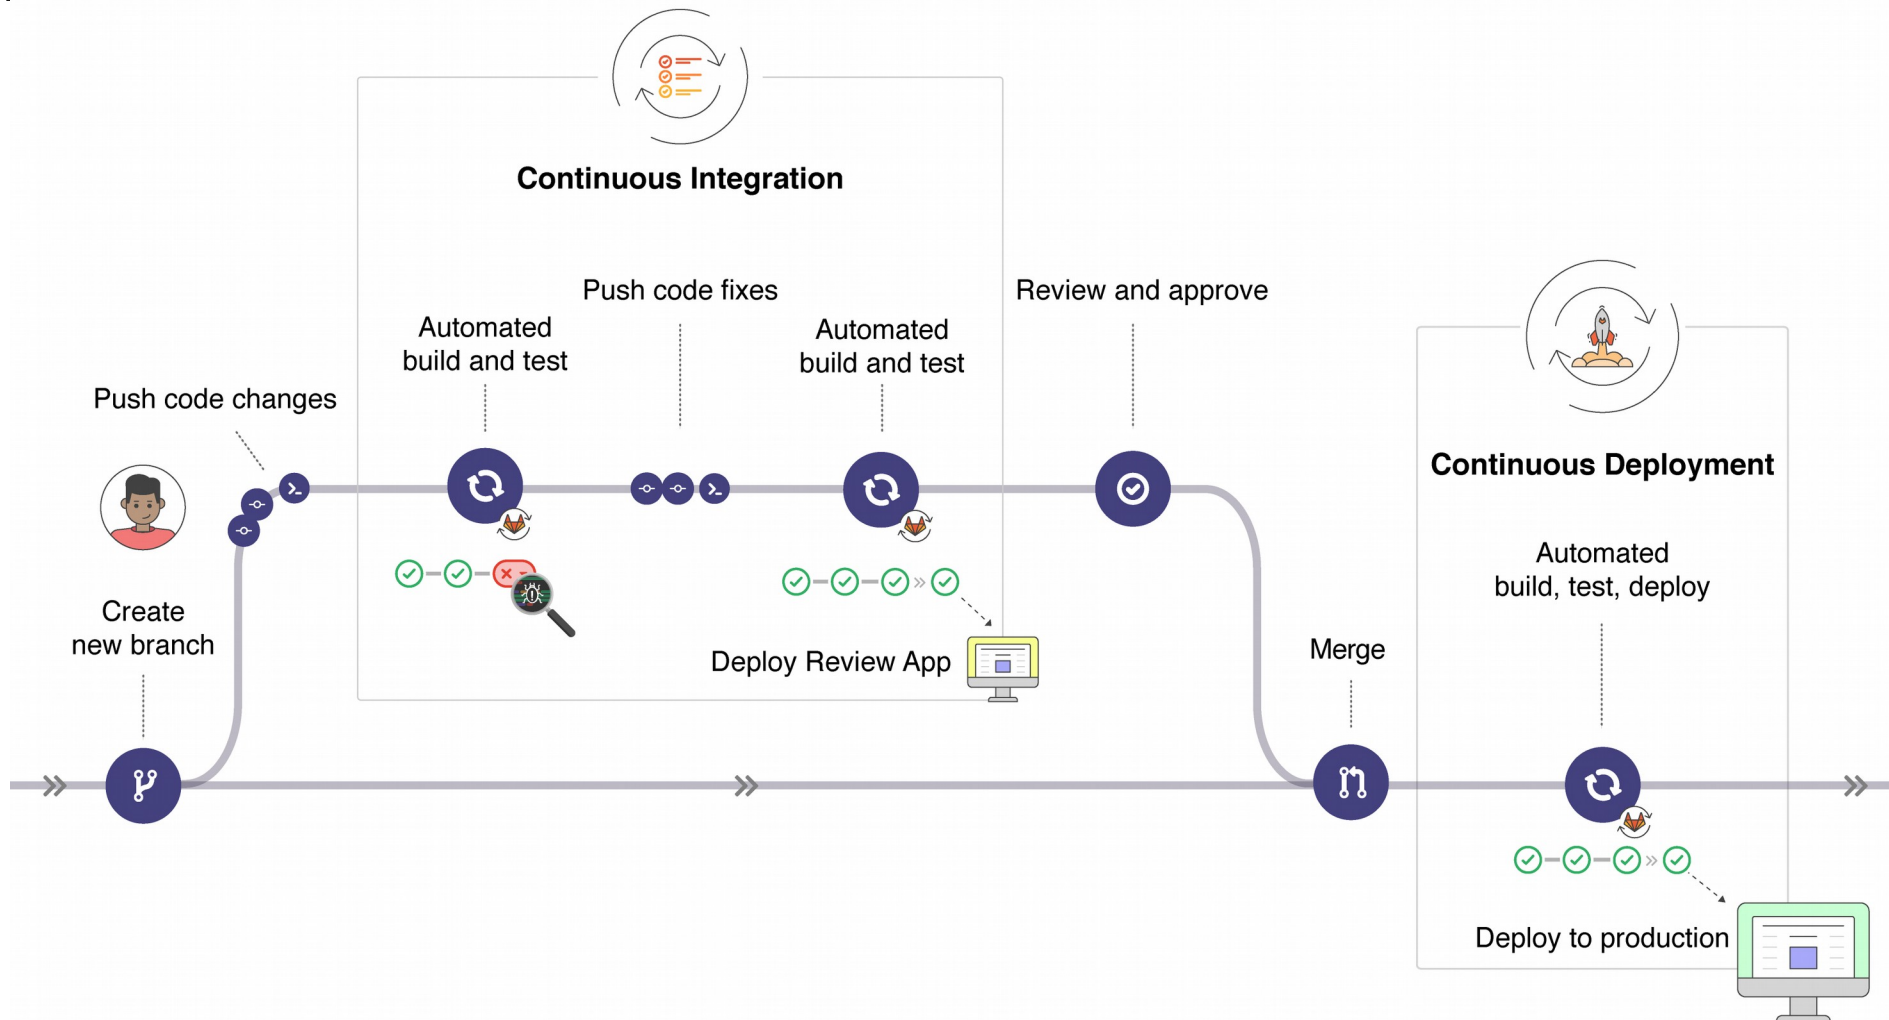 Continuous Integration
Push code fixes
Review and approve
Automated
build and test
Automated
build and test
Push code changes
Continuous Deployment
Automated
build, test, deploy
Create
new branch
Merge
Deploy Review App
Deploy to production